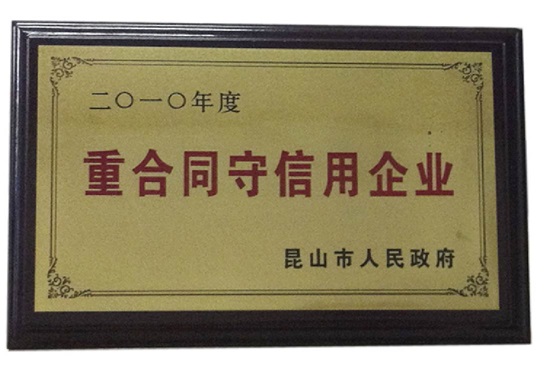 二〇一〇年度
重合同守信用企业
昆山市人民政府